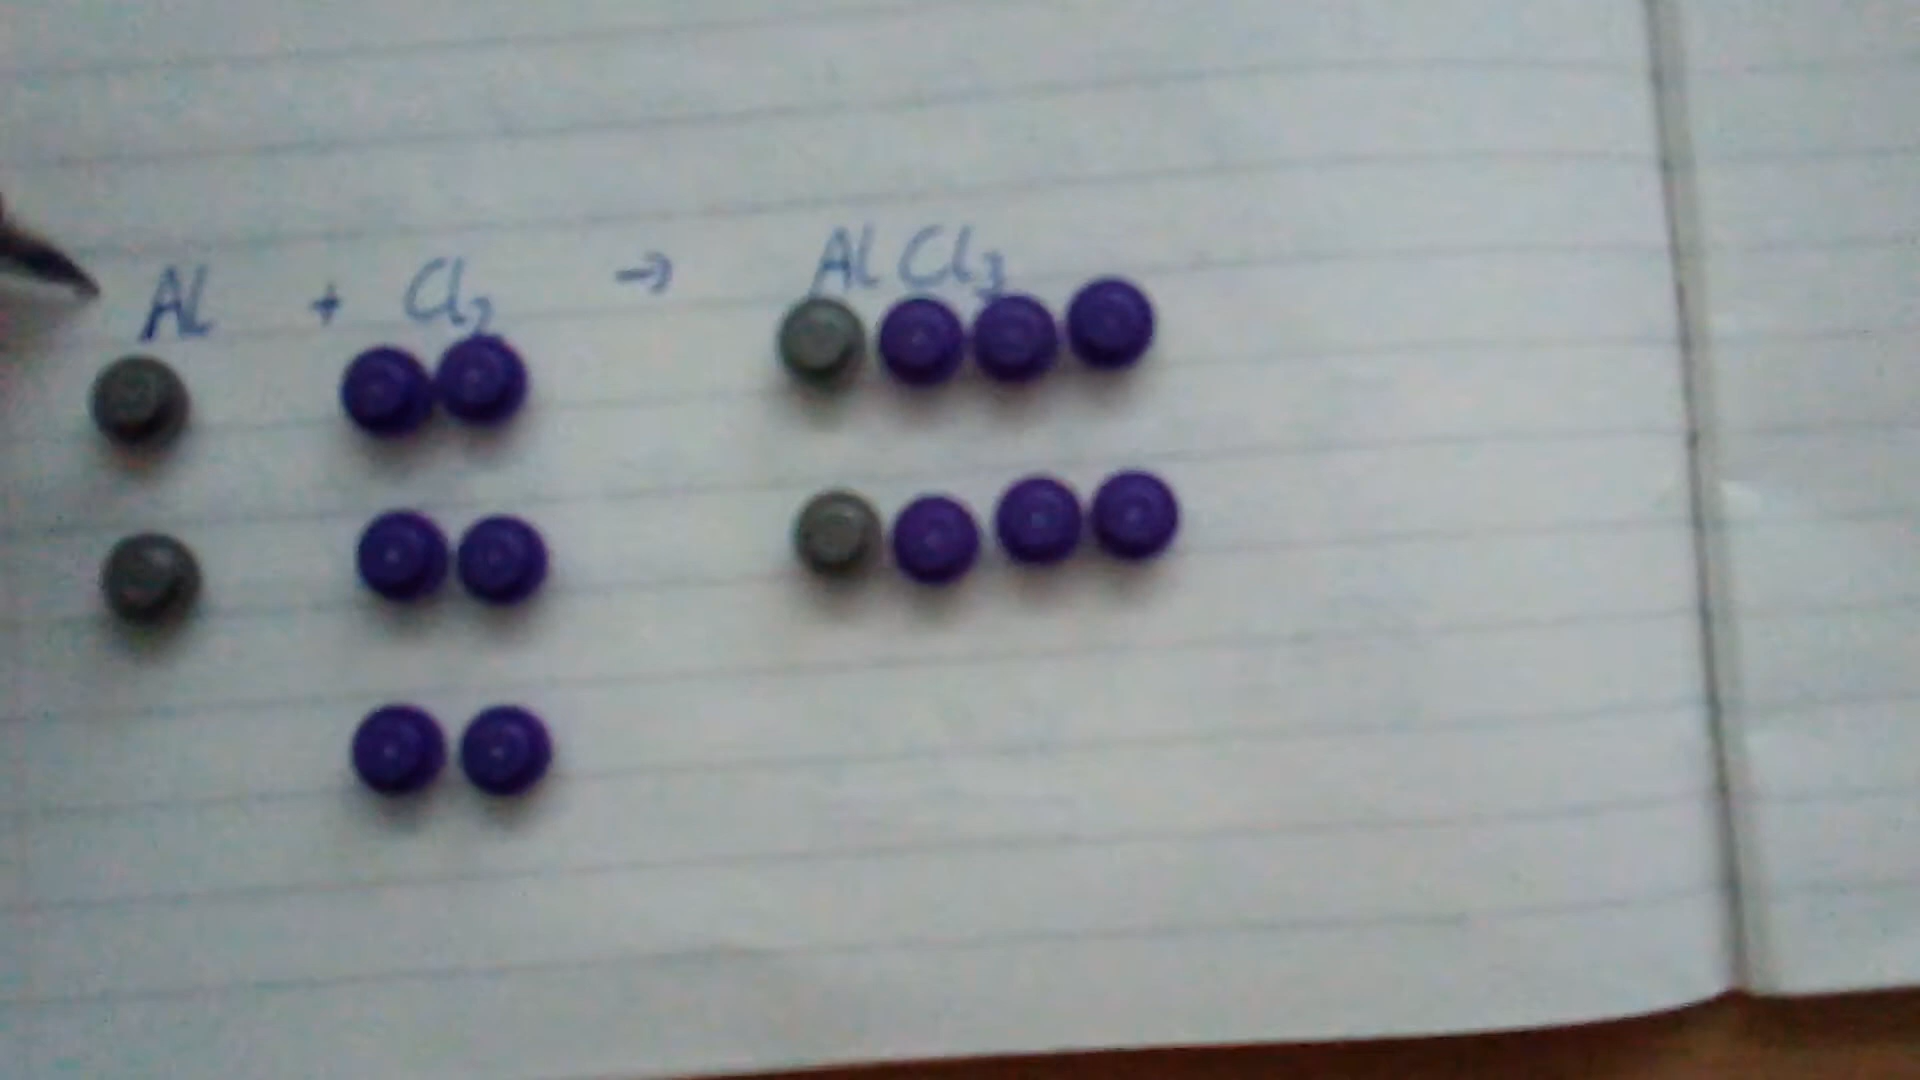 Al + Cl₂ → AlCl₃